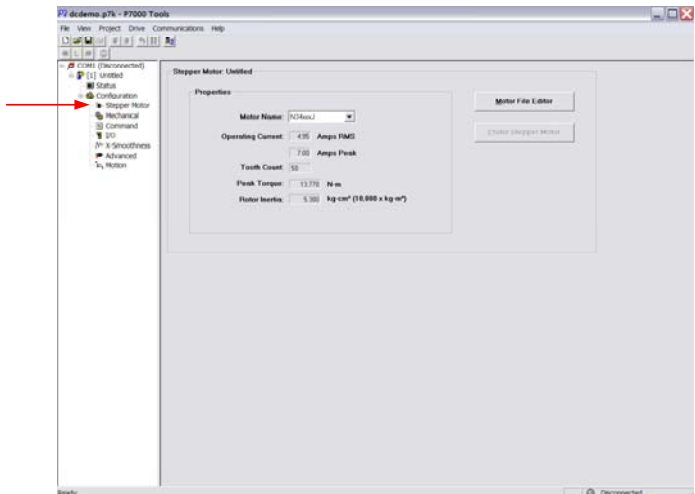 dcdemo.p7k - P7000 Tools
File View Project Drive Communications Help
COM1 (Disconnected)
[1] Untitled
Status
Configuration
Stepper Motor
Mechanical
Command
I/O
X-Smoothness
Advanced
Motion
Stepper Motor: Untitled
Properties
Motor Name:
Operating Current: 4.95 Amps RMS
7.00 Amps Peak
Tooth Count: 50
Peak Torque: 13.770 N-m
Rotor Inertia: 5.300 kg-cm² (10,000 x kg-m²)
Motor File Editor
Stepper Motor
Ready
Disconnected